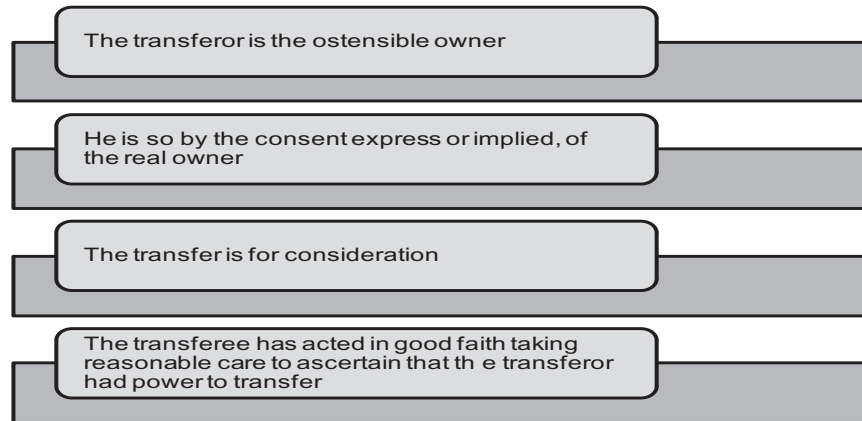 The transferor is the ostensible owner
He is so by the consent express or implied, of
the real owner
The transfer is for consideration
The transferee has acted in good faith taking
reasonable care to ascertain that th e transferor
had power to transfer